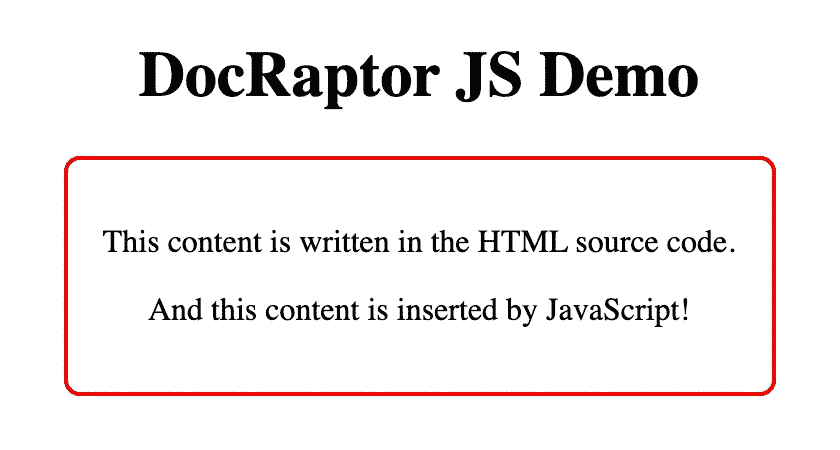 DocRaptor JS Demo
This content is written in the HTML source code.
And this content is inserted by JavaScript!